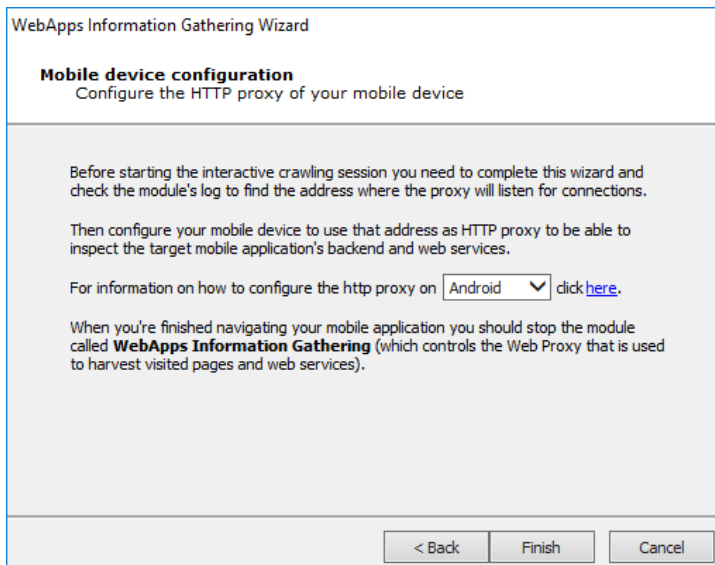 WebApps Information Gathering Wizard
Mobile device configuration
Configure the HTTP proxy of your mobile device
Before starting the interactive crawling session you need to complete this wizard and
check the module's log to find the address where the proxy will listen for connections.
Then configure your mobile device to use that address as HTTP proxy to be able to
inspect the target mobile application's backend and web services.
For information on how to configure the http proxy on Android click here.
When you're finished navigating your mobile application you should stop the module
called WebApps Information Gathering (which controls the Web Proxy that is used
to harvest visited pages and web services).
< Back Finish Cancel